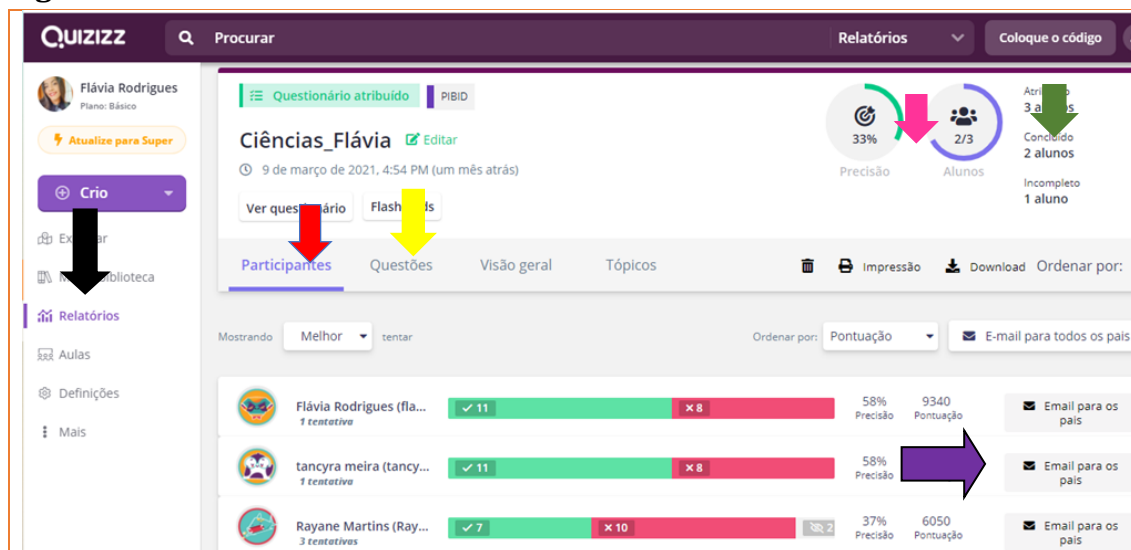 QUIZIZZ
Procurar
Relatórios
Coloque o código
Flávia Rodrigues
Plano: Básico
Atualize para Super
Crio
Relatórios
Aulas
Definições
Mais
Questionário atribuído
PIBID
Ciências_Flávia
Editar
9 de março de 2021, 4:54 PM (um mês atrás)
Ver
33%
Precisão
2/3
Alunos
3
Concluído
2 alunos
Incompleto
1 aluno
Participantes
Questões
Visão geral
Tópicos
Impressão
Download
Ordenar por:
Mostrando
Melhor
tentar
Ordenar por:
Pontuação
E-mail para todos os pais
Flávia Rodrigues (fla...
1 tentativa
11
8
58%
Precisão
9340
Pontuação
Email para os
pais
tancyra meira (tancy...
1 tentativa
11
8
58%
Precisão
Email para os
pais
Rayane Martins (Ray...
3 tentativas
7
10
2
37%
Precisão
6050
Pontuação
Email para os
pais